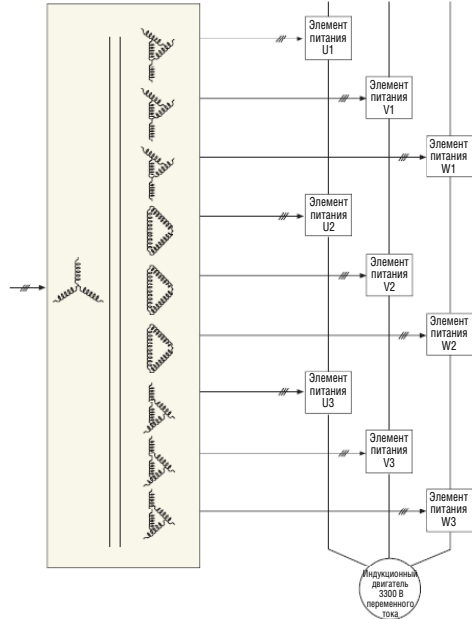 Элемент
питания
U1
Элемент
питания
V1
Элемент
питания
W1
Элемент
питания
U2
Элемент
питания
V2
Элемент
питания
W2
Элемент
питания
U3
Элемент
питания
V3
Элемент
питания
W3
Индукционный
двигатель
3300 В
переменного
тока